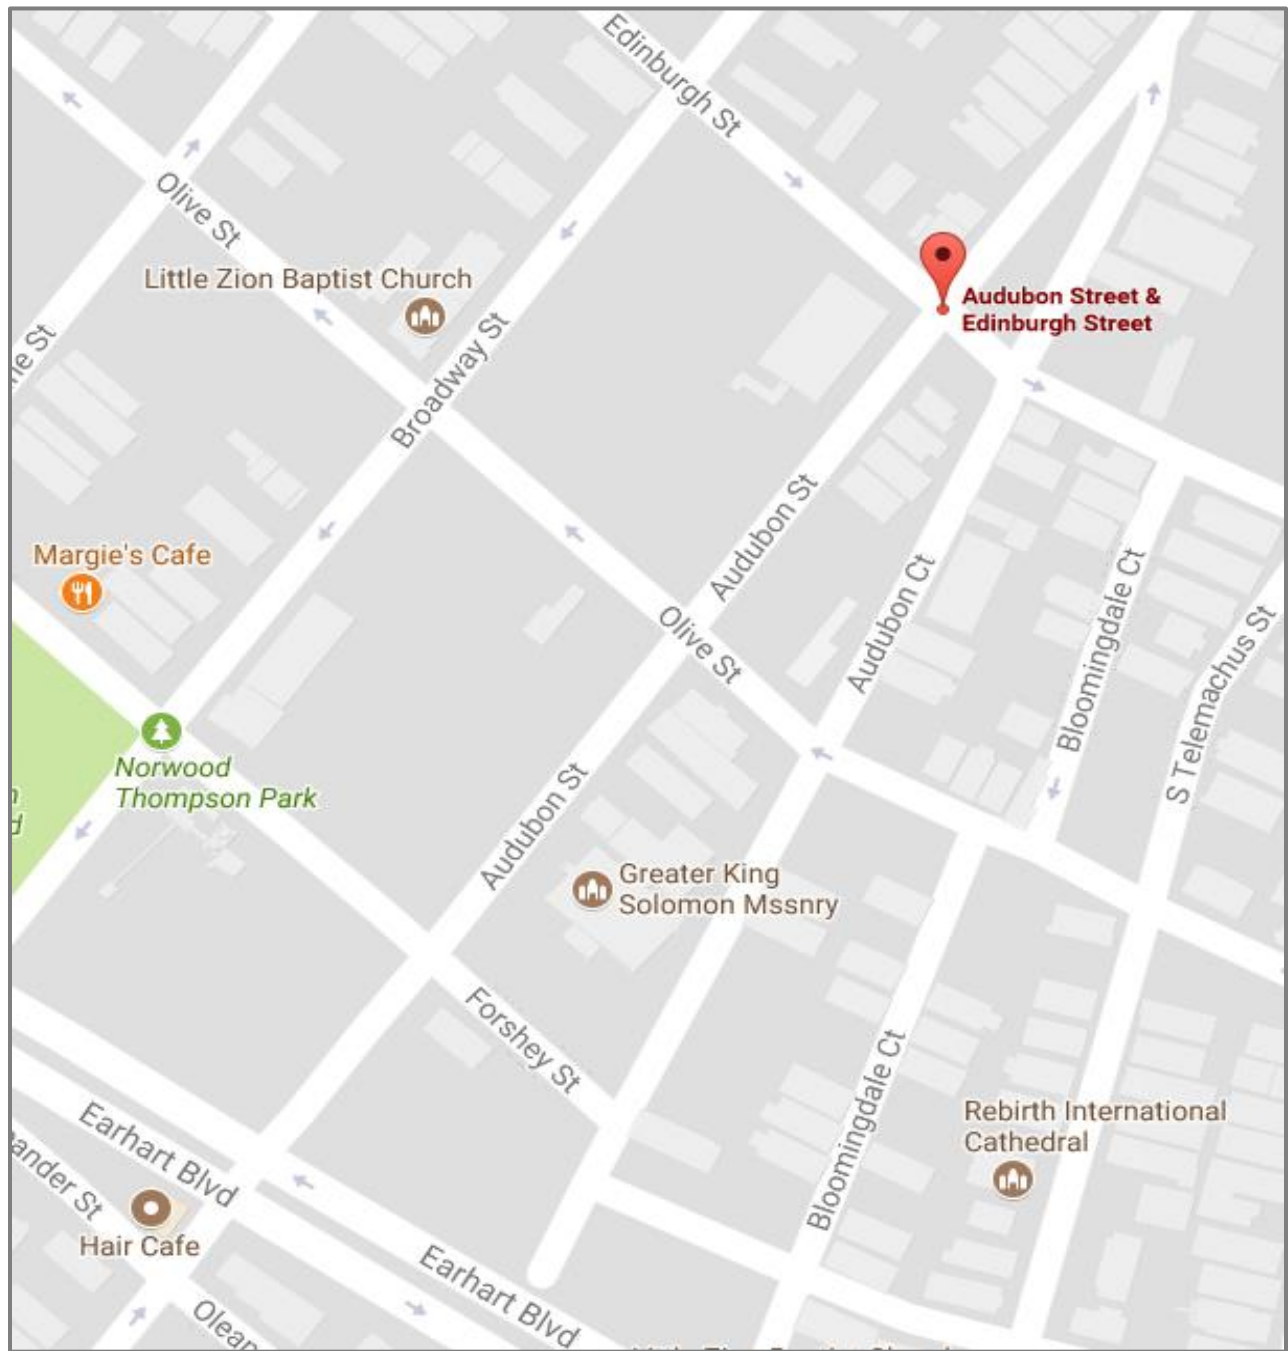 Edinburgh St
Olive St
Little Zion Baptist Church
Audubon Street &
Edinburgh Street
Broadway St
St
Audubon St
Margie's Cafe
Olive St
Audubon Ct
Bloomingdale Ct
S Telemachus St
Norwood
Thompson Park
Audubon St
Greater King
Solomon Mssnry
Forshey St
Bloomingdale Ct
Rebirth International
Cathedral
Earhart Blvd
Hair Cafe
Earhart Blvd